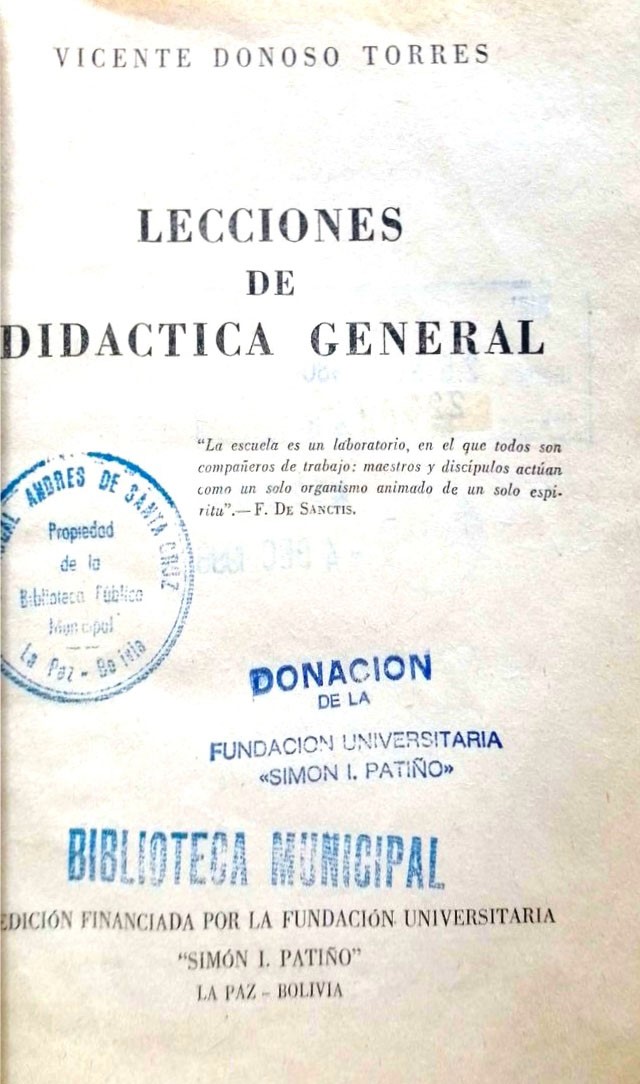 VICENTE DONOSO TORRES
LECCIONES
DE
DIDACTICA GENERAL
“La escuela es un laboratorio, en el que todos son
compañeros de trabajo: maestros y discípulos actúan
como un solo organismo animado de un solo espí-
ritu”.— F. DE SANCTIS.
ANDRES DE SANTA CRUZ
Propiedad
de la
Biblioteca Pública
Municipal
La Paz - Bolivia
DONACION
DE LA
FUNDACION UNIVERSITARIA
«SIMON I. PATIÑO»
BIBLIOTECA MUNICIPAL
EDICIÓN FINANCIADA POR LA FUNDACIÓN UNIVERSITARIA
“SIMÓN I. PATIÑO”
LA PAZ – BOLIVIA